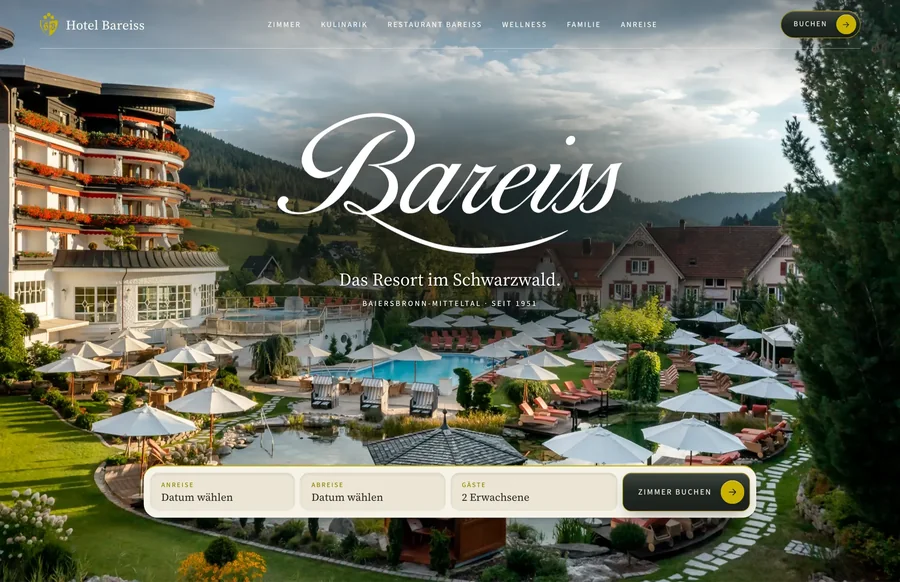 Hotel Bareiss
ZIMMER KULINARIK RESTAURANT BAREISS WELLNESS FAMILIE ANREISE
BUCHEN
Bareiss
Das Resort im Schwarzwald.
BAIERSBRONN-MITTELTAL · SEIT 1951
ANREISE
Datum wählen
ABREISE
Datum wählen
GÄSTE
2 Erwachsene
ZIMMER BUCHEN